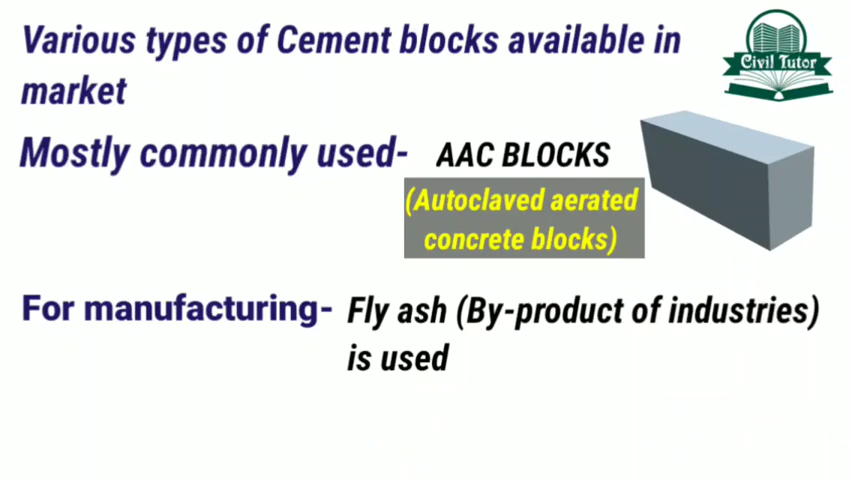 Various types of Cement blocks available in
market
Civil Tutor
Mostly commonly used- AAC BLOCKS
(Autoclaved aerated
concrete blocks)
For manufacturing- Fly ash (By-product of industries)
is used